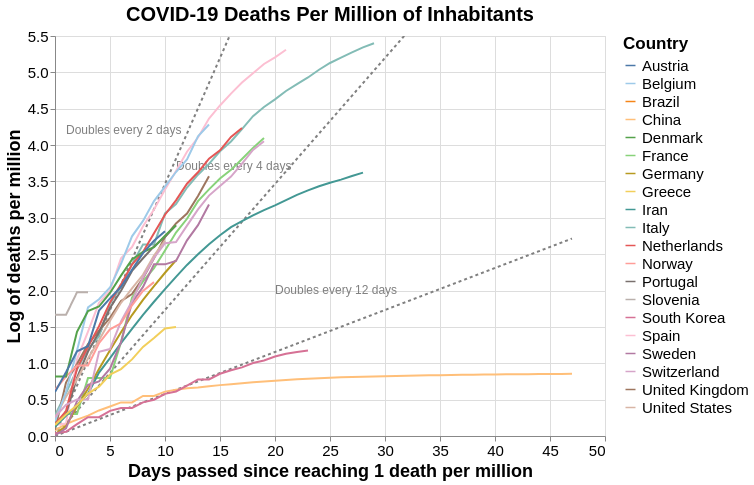 COVID-19 Deaths Per Million of Inhabitants
Log of deaths per million
5.5
5.0
4.5
4.0
3.5
3.0
2.5
2.0
1.5
1.0
0.5
0.0
Doubles every 2 days
Doubles every 4 days
Doubles every 12 days
0 5 10 15 20 25 30 35 40 45 50
Days passed since reaching 1 death per million
Country
Austria
Belgium
Brazil
China
Denmark
France
Germany
Greece
Iran
Italy
Netherlands
Norway
Portugal
Slovenia
South Korea
Spain
Sweden
Switzerland
United Kingdom
United States